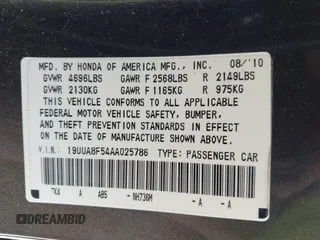 MFD. BY HONDA OF AMERICA MFG., INC. 08/'10
GVWR 4696LBS GAWR F 2568LBS R 2149LBS
GVWR 2130KG GAWR F 1165KG R 975KG
THIS VEHICLE CONFORMS TO ALL APPLICABLE
FEDERAL MOTOR VEHICLE SAFETY, BUMPER,
AND THEFT PREVENTION STANDARDS IN EFFECT
ON THE DATE OF MANUFACTURE SHOWN ABOVE.
V.I.N.: 19UUA8F54AA025786 TYPE: PASSENGER CAR
TK4 A AB5 - NH736M - A - A
DREAMBID